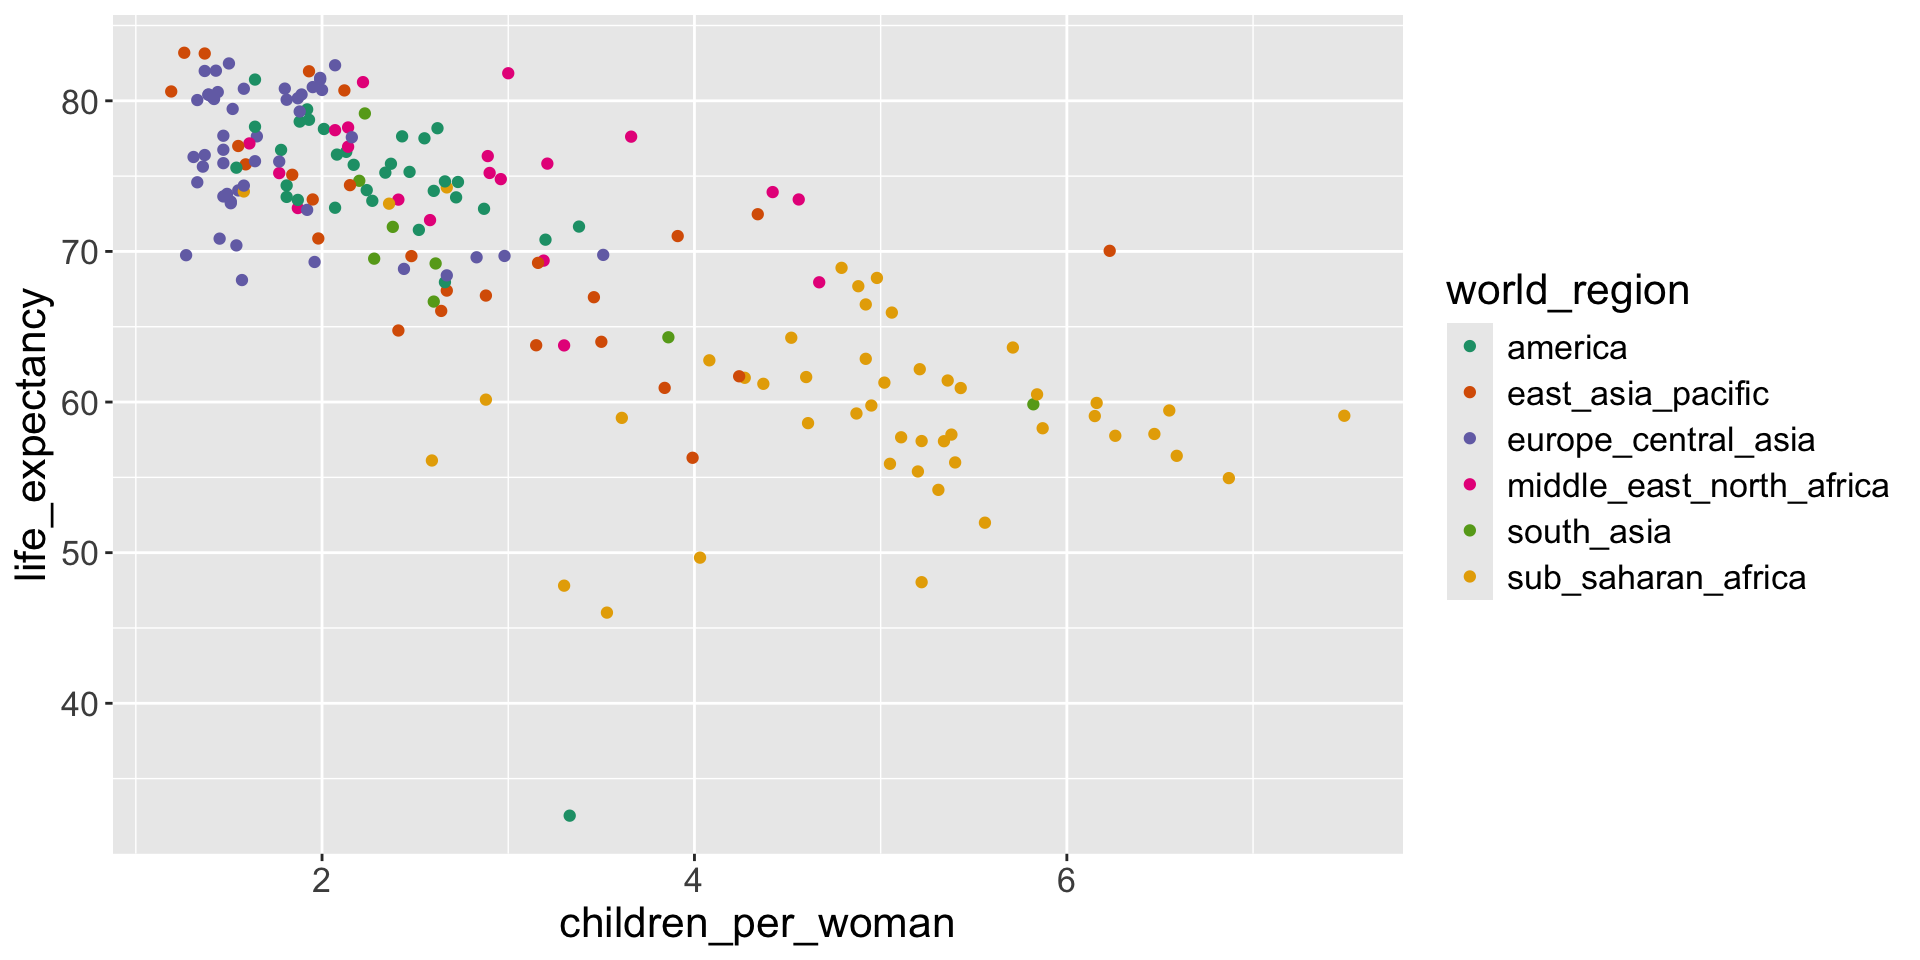 life_expectancy
80
70
60
50
40
2 4 6
children_per_woman
world_region
america
east_asia_pacific
europe_central_asia
middle_east_north_africa
south_asia
sub_saharan_africa